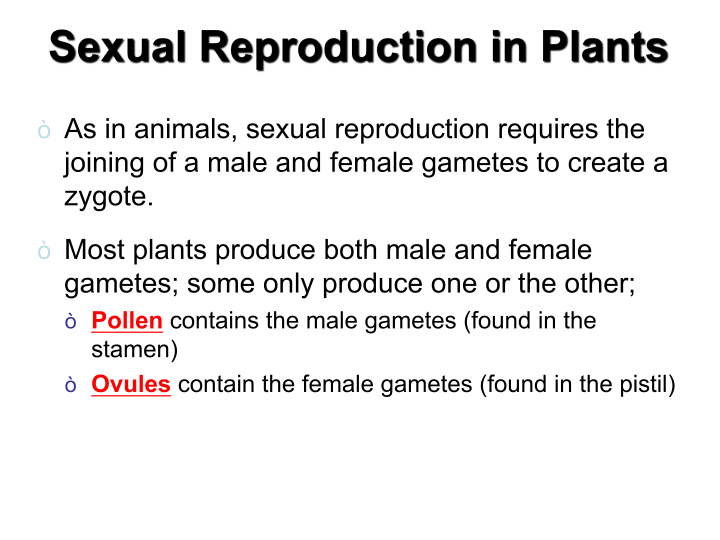 Sexual Reproduction in Plants
ò As in animals, sexual reproduction requires the
joining of a male and female gametes to create a
zygote.
ò Most plants produce both male and female
gametes; some only produce one or the other;
ò Pollen contains the male gametes (found in the
stamen)
ò Ovules contain the female gametes (found in the pistil)